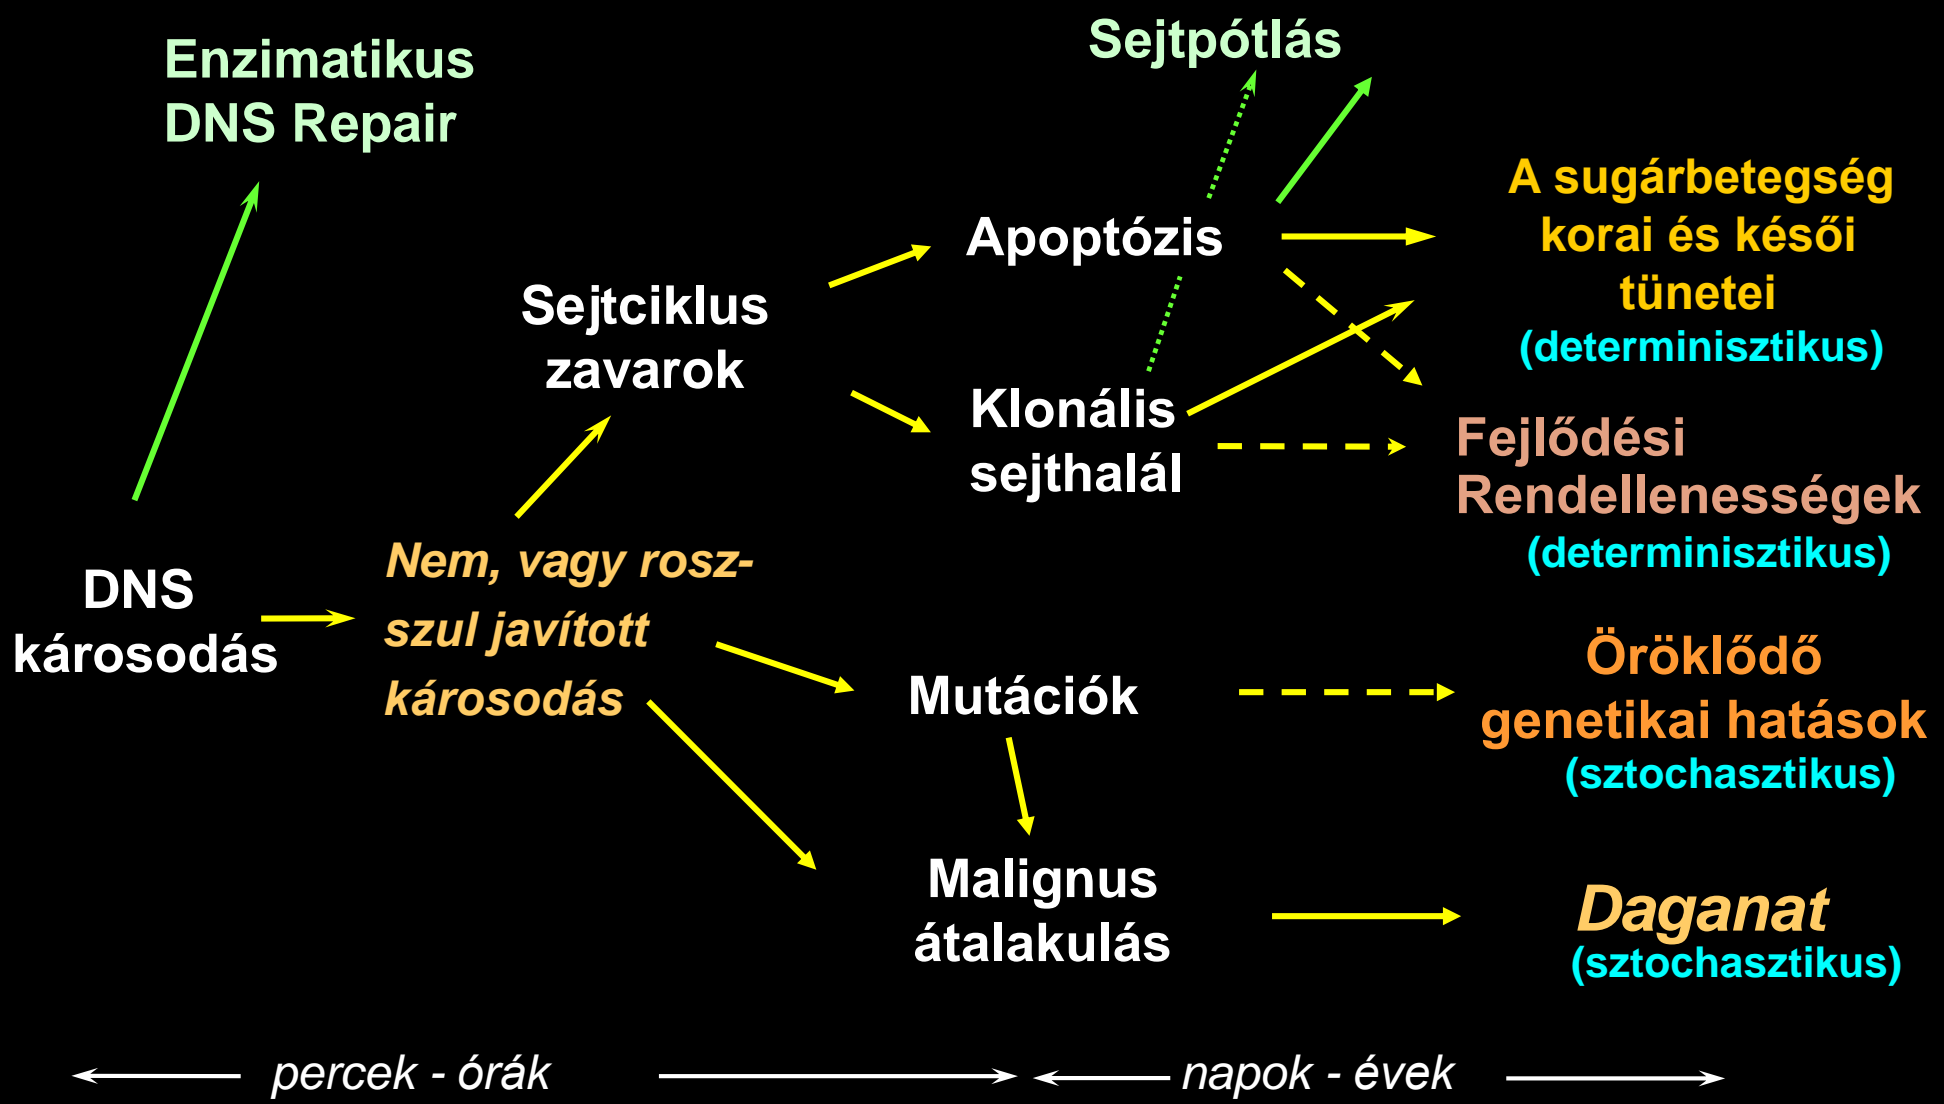 Enzimatikus
DNS Repair
Sejtpótlás
A sugárbetegség
korai és késői
tünetei
(determinisztikus)
Apoptózis
Sejtciklus
zavarok
Klonális
sejthalál
Fejlődési
Rendellenességek
(determinisztikus)
DNS
károsodás
Nem, vagy rosz-
szul javított
károsodás
Mutációk
Öröklődő
genetikai hatások
(sztochasztikus)
Malignus
átalakulás
Daganat
(sztochasztikus)
percek - órák
napok - évek